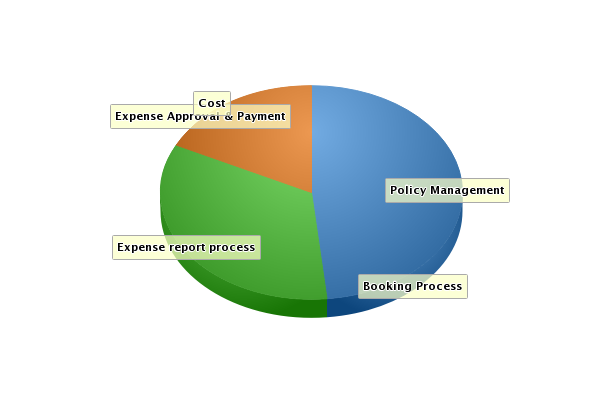 Cost
Expense Approval & Payment
Policy Management
Expense report process
Booking Process